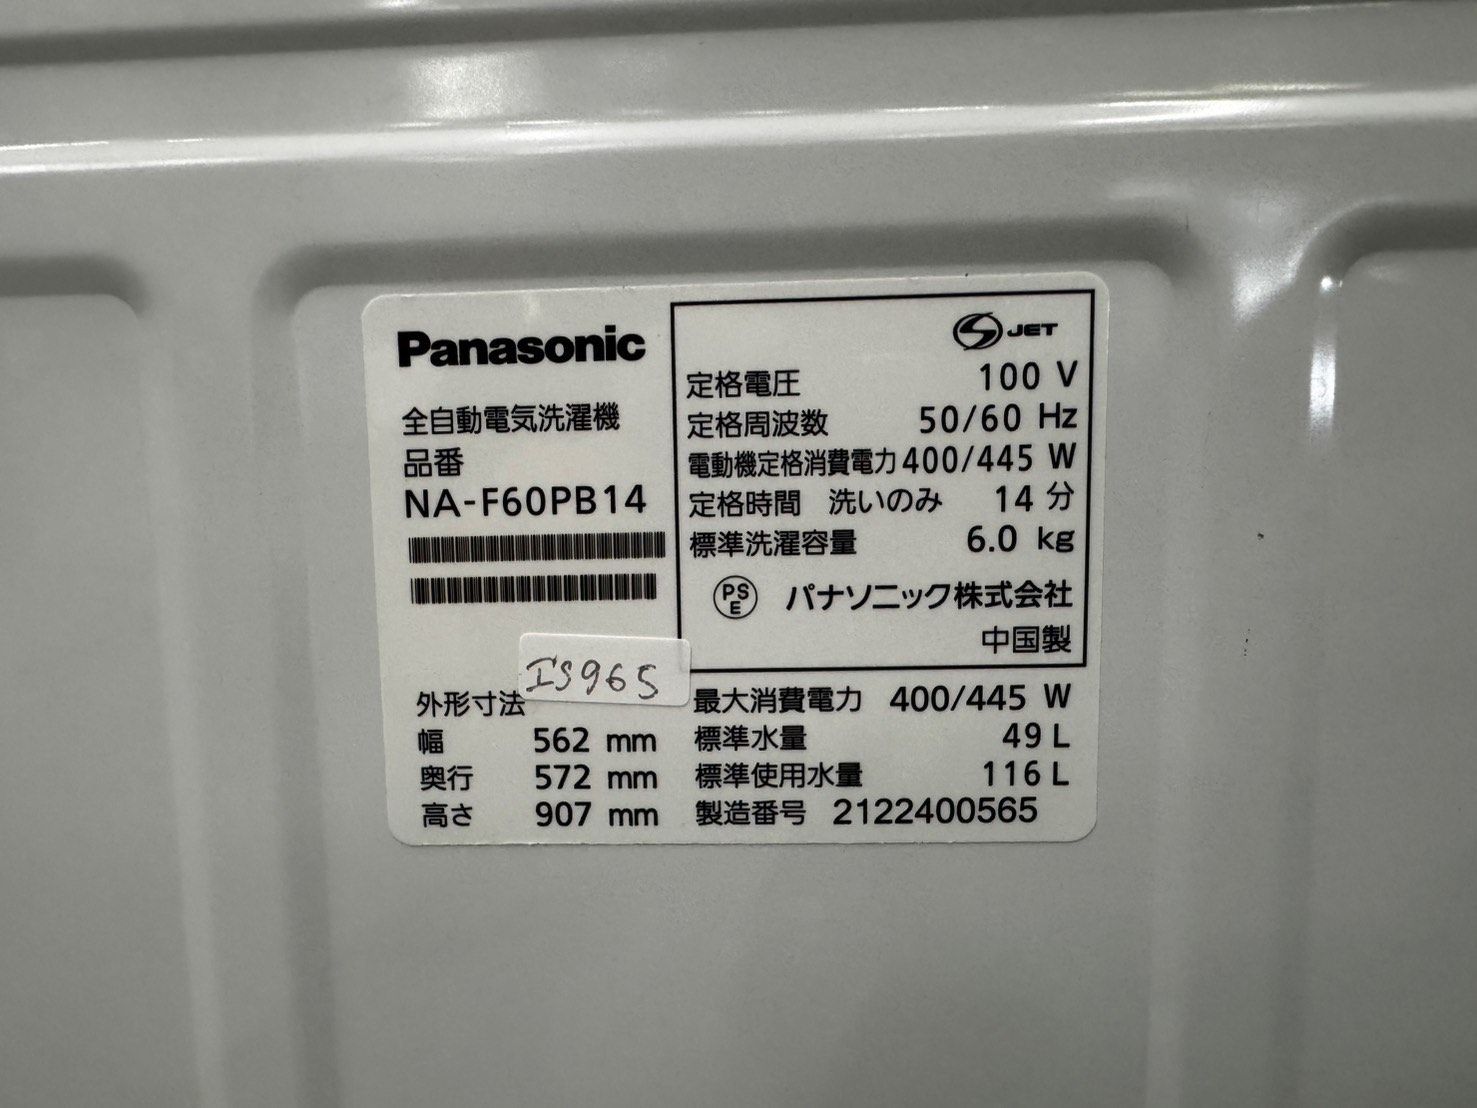 Panasonic
全自動電気洗濯機
品番
NA-F60PB14
JET
定格電圧 100 V
定格周波数 50/60 Hz
電動機定格消費電力 400/445 W
定格時間 洗いのみ 14 分
標準洗濯容量 6.0 kg
PSE パナソニック株式会社
中国製
IS965
外形寸法
幅 562 mm
奥行 572 mm
高さ 907 mm
最大消費電力 400/445 W
標準水量 49 L
標準使用水量 116 L
製造番号 2122400565